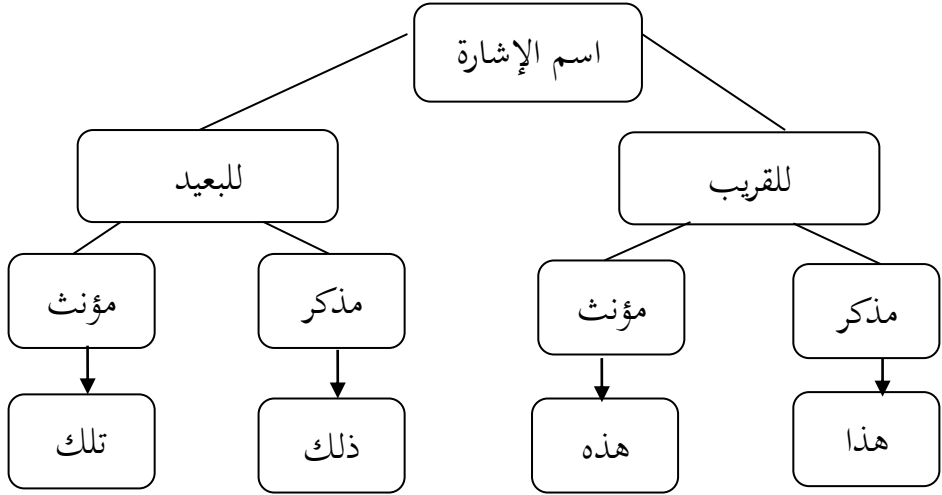 اسم الإشارة
للقريب
للبعيد
مذكر
مؤنث
مذكر
مؤنث
هذا
هذه
ذلك
تلك